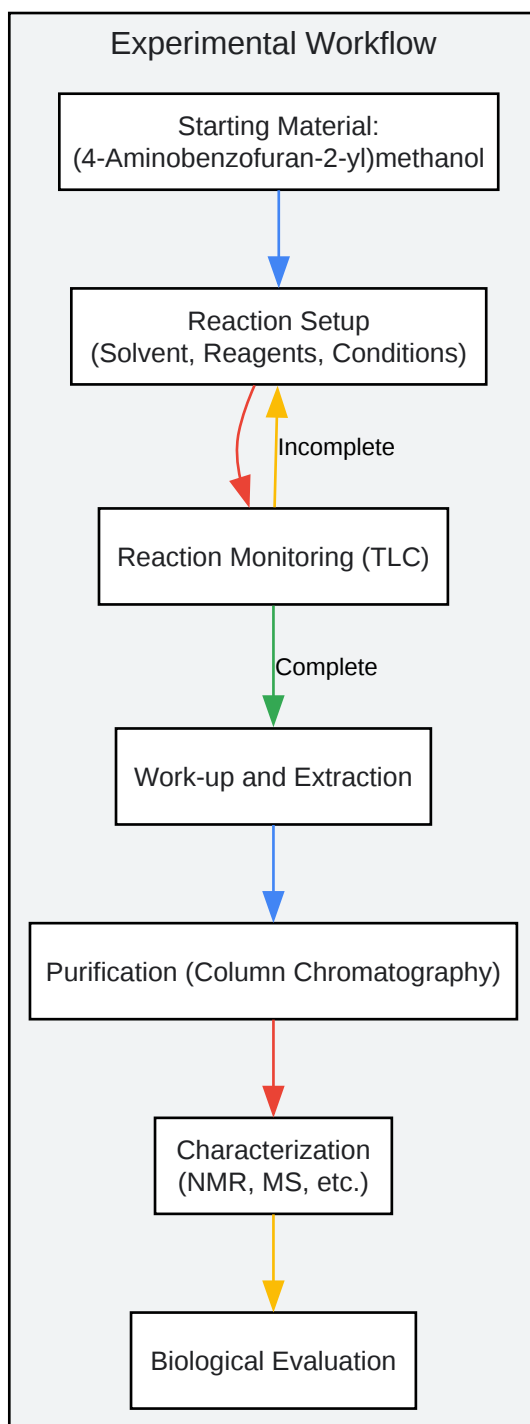 Experimental Workflow
Starting Material:
(4-Aminobenzofuran-2-yl)methanol
Reaction Setup
(Solvent, Reagents, Conditions)
Incomplete
Reaction Monitoring (TLC)
Complete
Work-up and Extraction
Purification (Column Chromatography)
Characterization
(NMR, MS, etc.)
Biological Evaluation